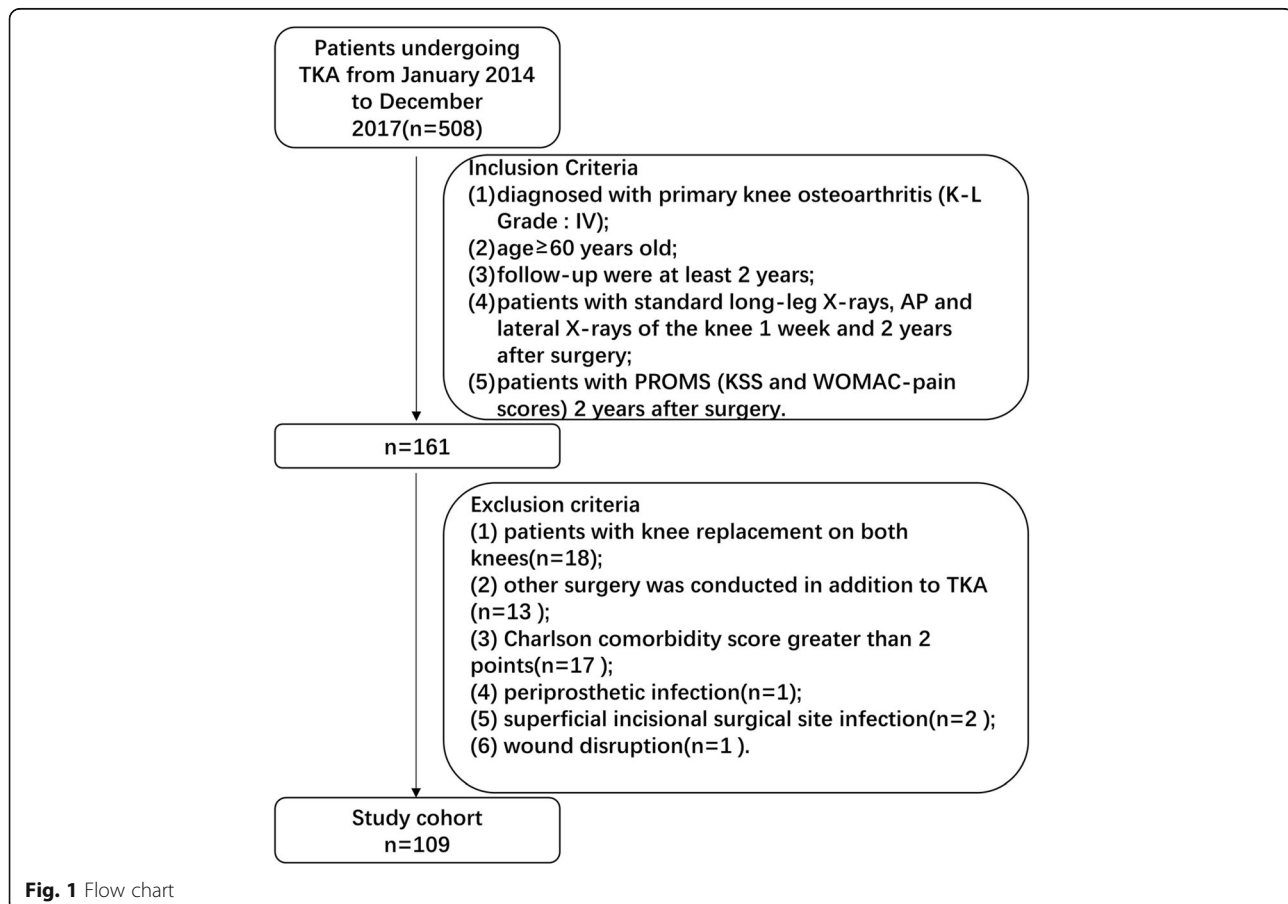 Patients undergoing
TKA from January 2014
to December
2017(n=508)
Inclusion Criteria
(1)diagnosed with primary knee osteoarthritis (K-L
Grade : IV);
(2)age≥60 years old;
(3)follow-up were at least 2 years;
(4)patients with standard long-leg X-rays, AP and
lateral X-rays of the knee 1 week and 2 years
after surgery;
(5)patients with PROMS (KSS and WOMAC-pain
scores) 2 years after surgery.
n=161
Exclusion criteria
(1) patients with knee replacement on both
knees(n=18);
(2) other surgery was conducted in addition to TKA
(n=13 );
(3) Charlson comorbidity score greater than 2
points(n=17 );
(4) periprosthetic infection(n=1);
(5) superficial incisional surgical site infection(n=2 );
(6) wound disruption(n=1 ).
Study cohort
n=109
Fig. 1 Flow chart